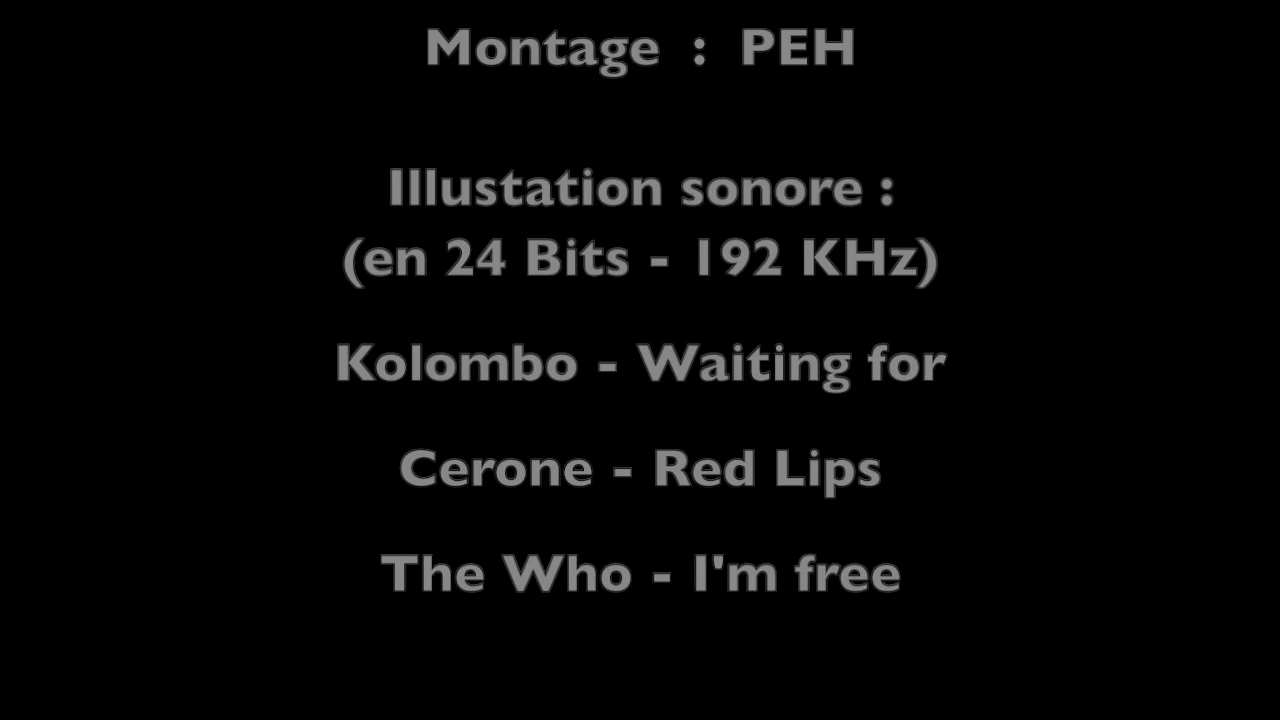 Montage : PEH
Illustation sonore :
(en 24 Bits - 192 KHz)
Kolombo - Waiting for
Cerone - Red Lips
The Who - I'm free